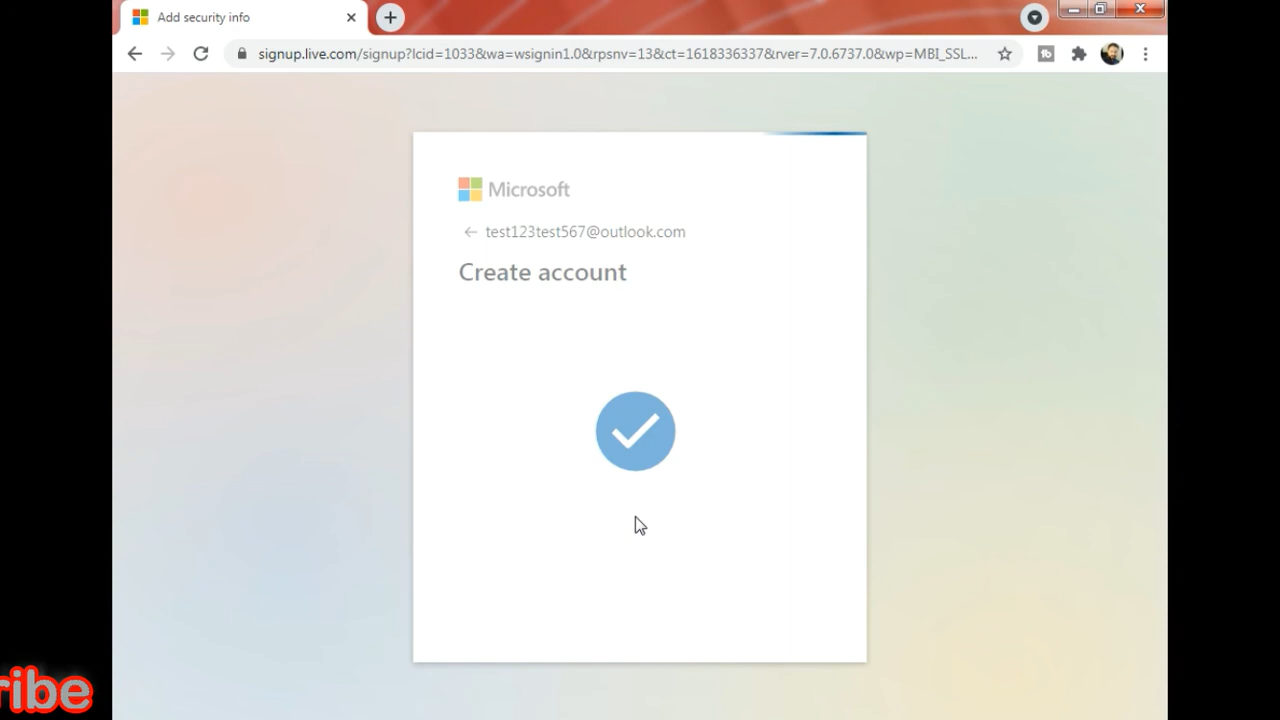 Add security info
signup.live.com/signup?lcid=1033&wa=wsignin1.0&rpsnv=13&ct=1618336337&rver=7.0.6737.0&wp=MBI_SSL...
Microsoft
test123test567@outlook.com
Create account
ribe